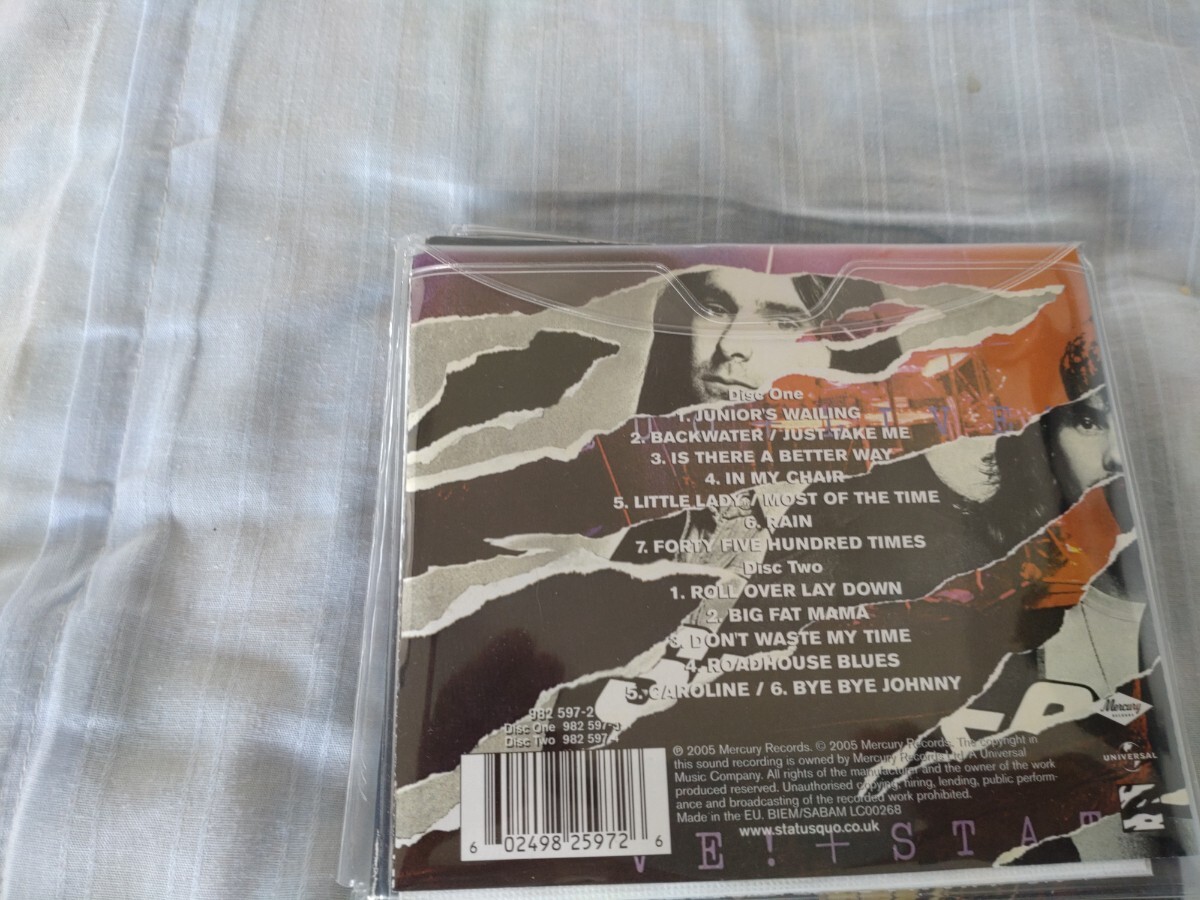 Disc One
1. JUNIOR'S WAILING
2. BACKWATER / JUST TAKE ME
3. IS THERE A BETTER WAY
4. IN MY CHAIR
5. LITTLE LADY / MOST OF THE TIME
6. RAIN
7. FORTY FIVE HUNDRED TIMES
Disc Two
1. ROLL OVER LAY DOWN
2. BIG FAT MAMA
3. DON'T WASTE MY TIME
4. ROADHOUSE BLUES
5. CAROLINE / 6. BYE BYE JOHNNY
982 597-2
Disc One 982 597-3
Disc Two 982 597-
Mercury
RECORDS
UNIVERSAL
℗ 2005 Mercury Records. © 2005 Mercury Records. The copyright in
this sound recording is owned by Mercury Records Ltd. A Universal
Music Company. All rights of the manufacturer and the owner of the work
produced reserved. Unauthorised copying, hiring, lending, public perform-
ance and broadcasting of the recorded work prohibited.
Made in the EU. BIEM/SABAM LC00268
www.statusquo.co.uk
6 02498 25972 6
VE!+STAT